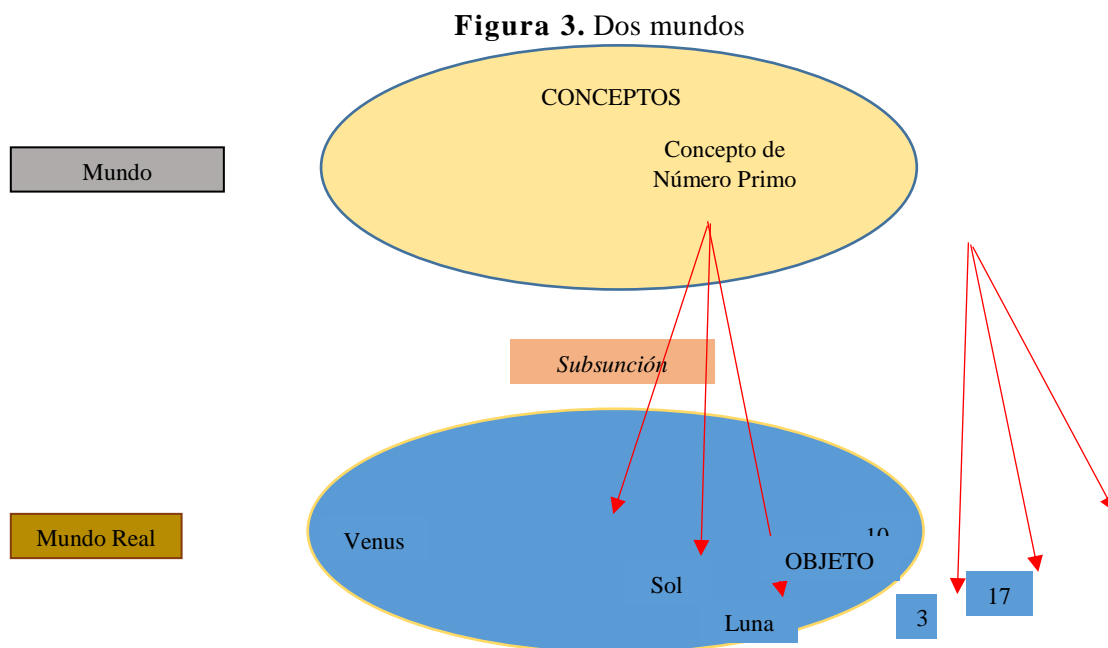 Figura 3. Dos mundos
CONCEPTOS
Concepto de
Número Primo
Mundo
Subsunción
Mundo Real
Venus
OBJETO
Sol
17
3
Luna